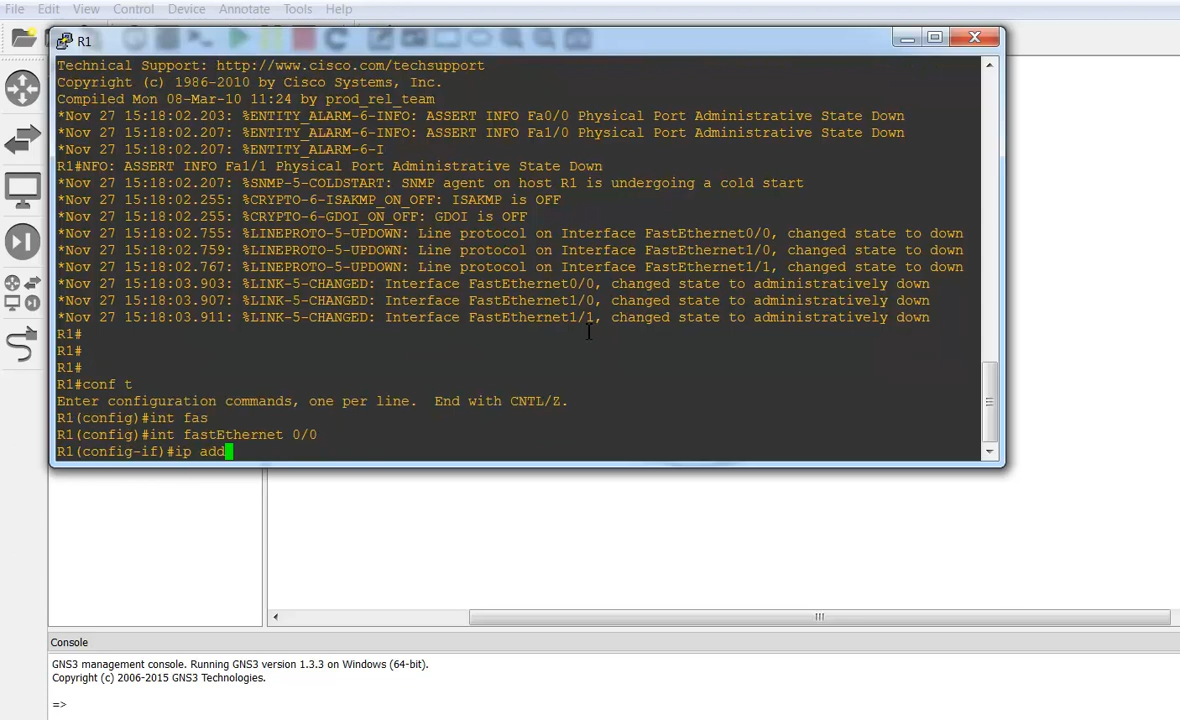 File Edit View Control Device Annotate Tools Help
R1
Technical Support: http://www.cisco.com/techsupport
Copyright (c) 1986-2010 by Cisco Systems, Inc.
Compiled Mon 08-Mar-10 11:24 by prod_rel_team
*Nov 27 15:18:02.203: %ENTITY_ALARM-6-INFO: ASSERT INFO Fa0/0 Physical Port Administrative State Down
*Nov 27 15:18:02.207: %ENTITY_ALARM-6-INFO: ASSERT INFO Fa1/0 Physical Port Administrative State Down
*Nov 27 15:18:02.207: %ENTITY_ALARM-6-I
R1#NFO: ASSERT INFO Fa1/1 Physical Port Administrative State Down
*Nov 27 15:18:02.207: %SNMP-5-COLDSTART: SNMP agent on host R1 is undergoing a cold start
*Nov 27 15:18:02.255: %CRYPTO-6-ISAKMP_ON_OFF: ISAKMP is OFF
*Nov 27 15:18:02.255: %CRYPTO-6-GDOI_ON_OFF: GDOI is OFF
*Nov 27 15:18:02.755: %LINEPROTO-5-UPDOWN: Line protocol on Interface FastEthernet0/0, changed state to down
*Nov 27 15:18:02.759: %LINEPROTO-5-UPDOWN: Line protocol on Interface FastEthernet1/0, changed state to down
*Nov 27 15:18:02.767: %LINEPROTO-5-UPDOWN: Line protocol on Interface FastEthernet1/1, changed state to down
*Nov 27 15:18:03.903: %LINK-5-CHANGED: Interface FastEthernet0/0, changed state to administratively down
*Nov 27 15:18:03.907: %LINK-5-CHANGED: Interface FastEthernet1/0, changed state to administratively down
*Nov 27 15:18:03.911: %LINK-5-CHANGED: Interface FastEthernet1/1, changed state to administratively down
R1#
R1#
R1#
R1#conf t
Enter configuration commands, one per line.  End with CNTL/Z.
R1(config)#int fas
R1(config)#int fastEthernet 0/0
R1(config-if)#ip add
Console
GNS3 management console. Running GNS3 version 1.3.3 on Windows (64-bit).
Copyright (c) 2006-2015 GNS3 Technologies.
=>